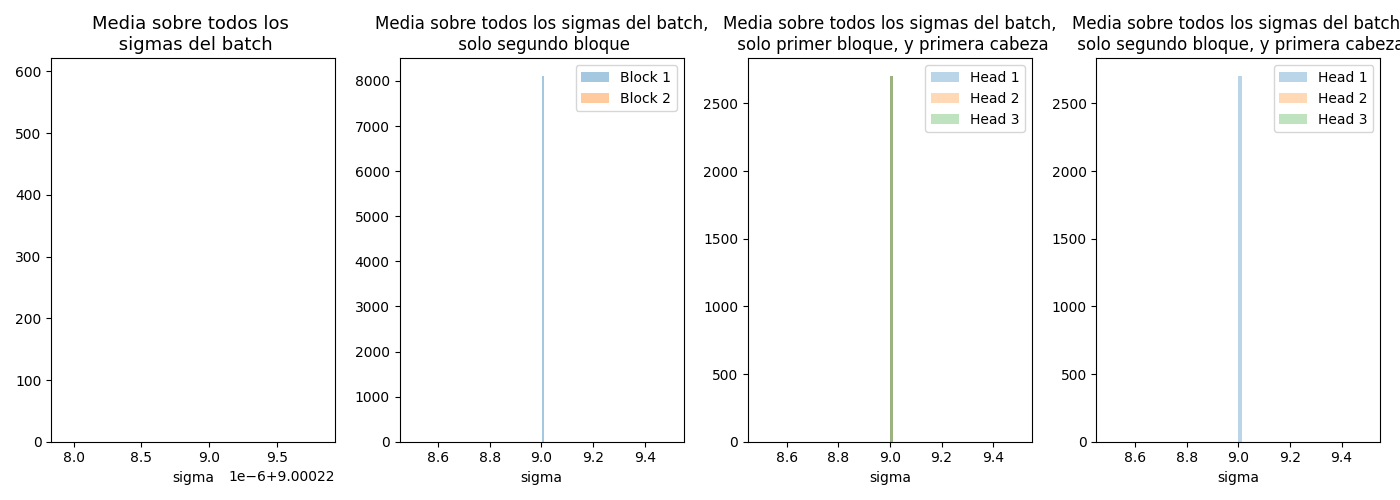 Media sobre todos los
sigmas del batch
600
500
400
300
200
100
0
8.0 8.5 9.0 9.5
sigma 1e−6+9.00022
Media sobre todos los sigmas del batch,
solo segundo bloque
8000
7000
6000
5000
4000
3000
2000
1000
0
8.6 8.8 9.0 9.2 9.4
sigma
Block 1
Block 2
Media sobre todos los sigmas del batch,
solo primer bloque, y primera cabeza
2500
2000
1500
1000
500
0
8.6 8.8 9.0 9.2 9.4
sigma
Head 1
Head 2
Head 3
Media sobre todos los sigmas del batch
solo segundo bloque, y primera cabeza
2500
2000
1500
1000
500
0
8.6 8.8 9.0 9.2 9.4
sigma
Head 1
Head 2
Head 3